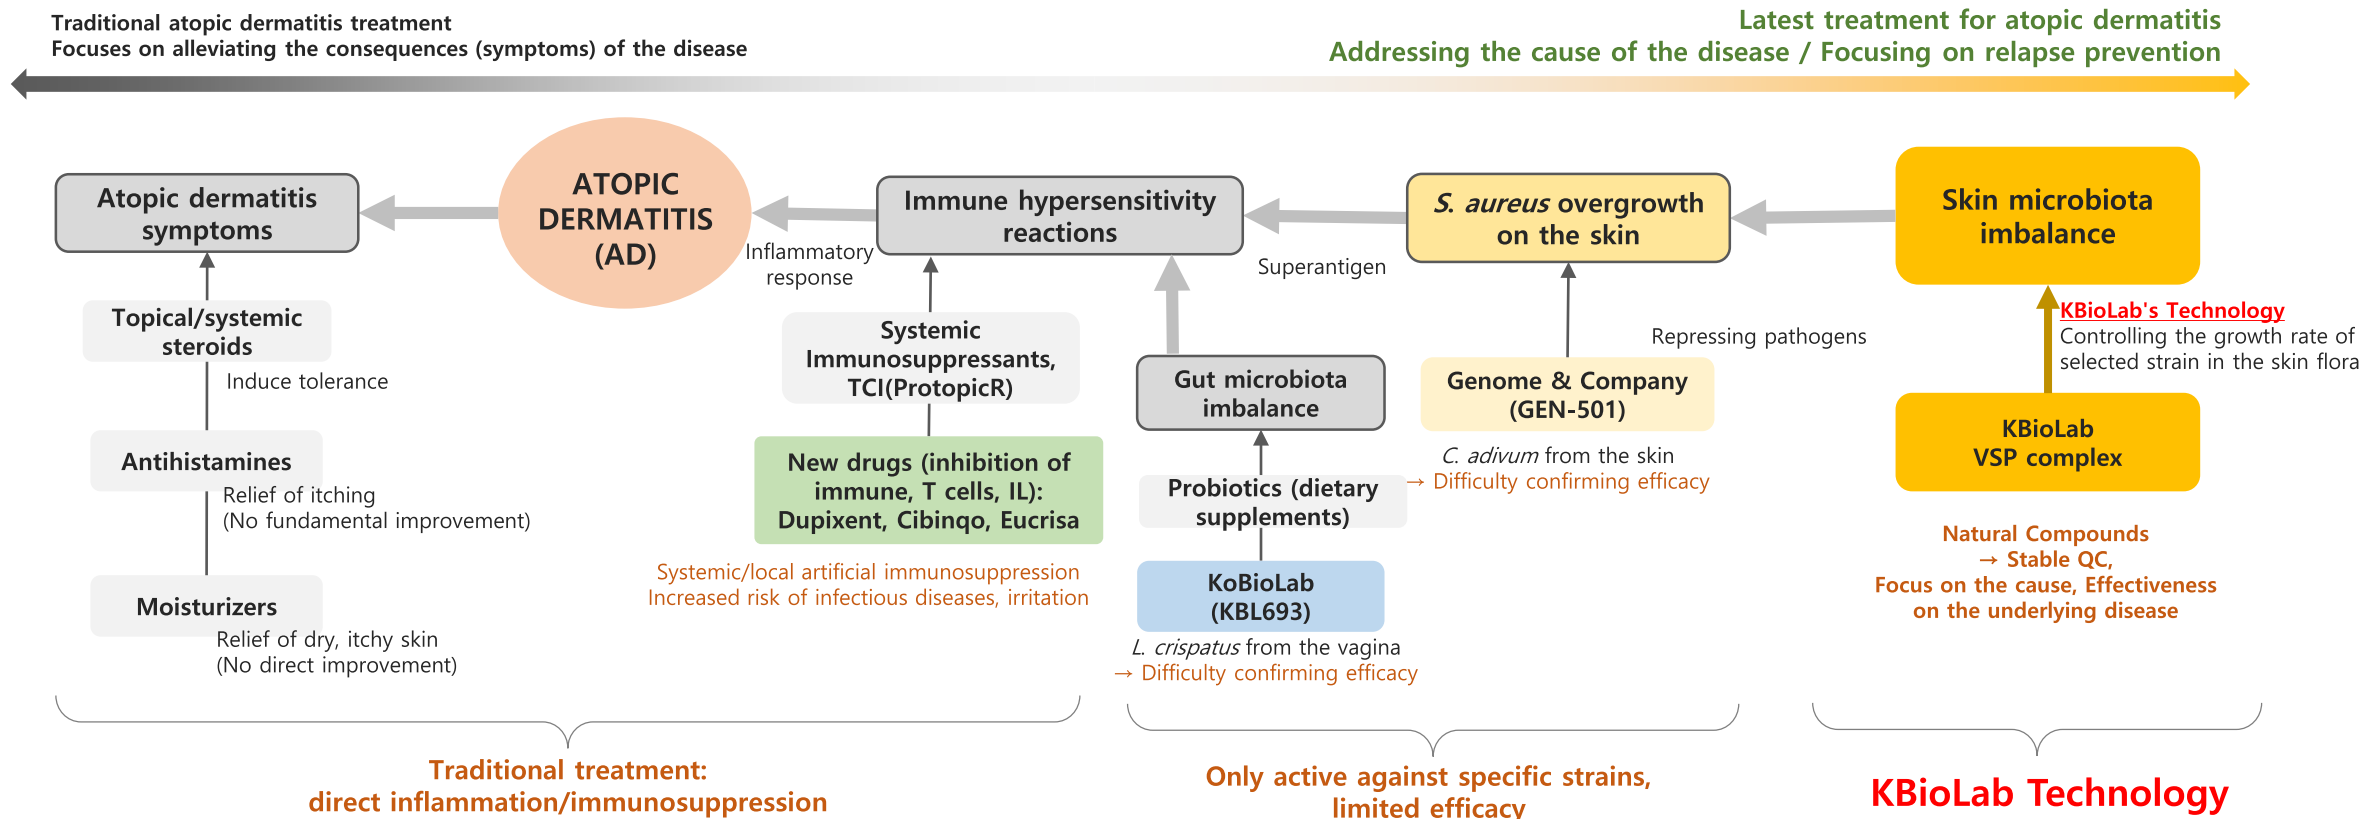 Traditional atopic dermatitis treatment
Focuses on alleviating the consequences (symptoms) of the disease
Latest treatment for atopic dermatitis
Addressing the cause of the disease / Focusing on relapse prevention
Atopic dermatitis
symptoms
ATOPIC
DERMATITIS
(AD)
Inflammatory
response
Immune hypersensitivity
reactions
Superantigen
S. aureus overgrowth
on the skin
Skin microbiota
imbalance
Topical/systemic
steroids
Induce tolerance
Antihistamines
Relief of itching
(No fundamental improvement)
Moisturizers
Relief of dry, itchy skin
(No direct improvement)
Systemic
Immunosuppressants,
TCI(ProtopicR)
New drugs (inhibition of
immune, T cells, IL):
Dupixent, Cibinqo, Eucrisa
Systemic/local artificial immunosuppression
Increased risk of infectious diseases, irritation
Gut microbiota
imbalance
Probiotics (dietary
supplements)
KoBioLab
(KBL693)
L. crispatus from the vagina
→ Difficulty confirming efficacy
Repressing pathogens
Genome & Company
(GEN-501)
C. adivum from the skin
→ Difficulty confirming efficacy
KBioLab's Technology
Controlling the growth rate of
selected strain in the skin flora
KBioLab
VSP complex
Natural Compounds
→ Stable QC,
Focus on the cause, Effectiveness
on the underlying disease
Traditional treatment:
direct inflammation/immunosuppression
Only active against specific strains,
limited efficacy
KBioLab Technology